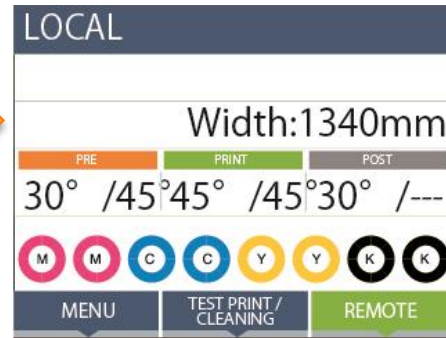 LOCAL
Width:1340mm
PRE PRINT POST
30° /45° 45° /45° 30° /---
M M C C Y Y K K
MENU TEST PRINT / CLEANING REMOTE